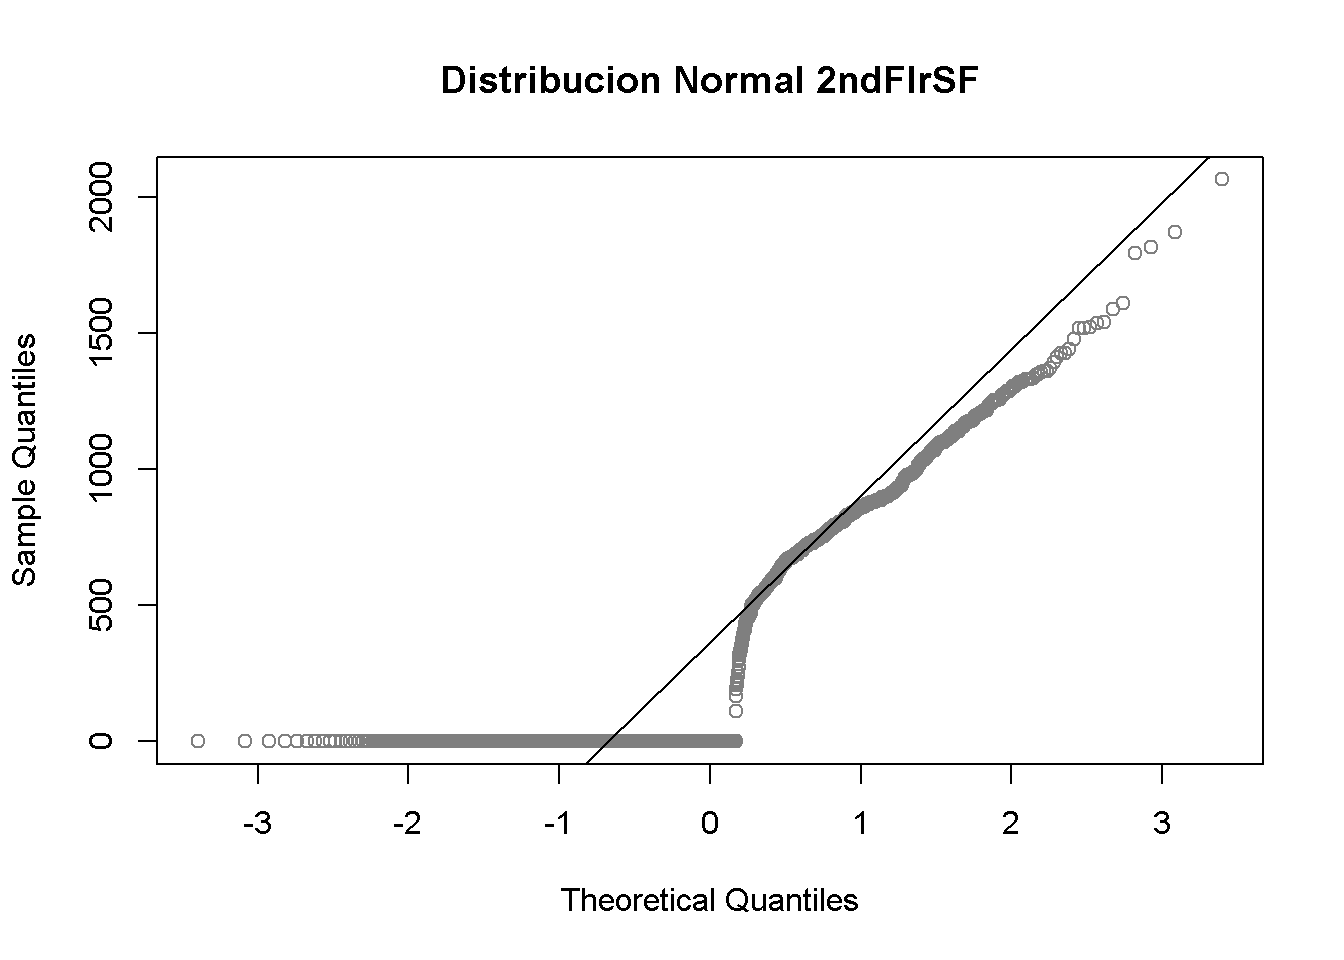 Distribucion Normal 2ndFlrSF
Sample Quantiles
2000
1500
1000
500
0
-3 -2 -1 0 1 2 3
Theoretical Quantiles